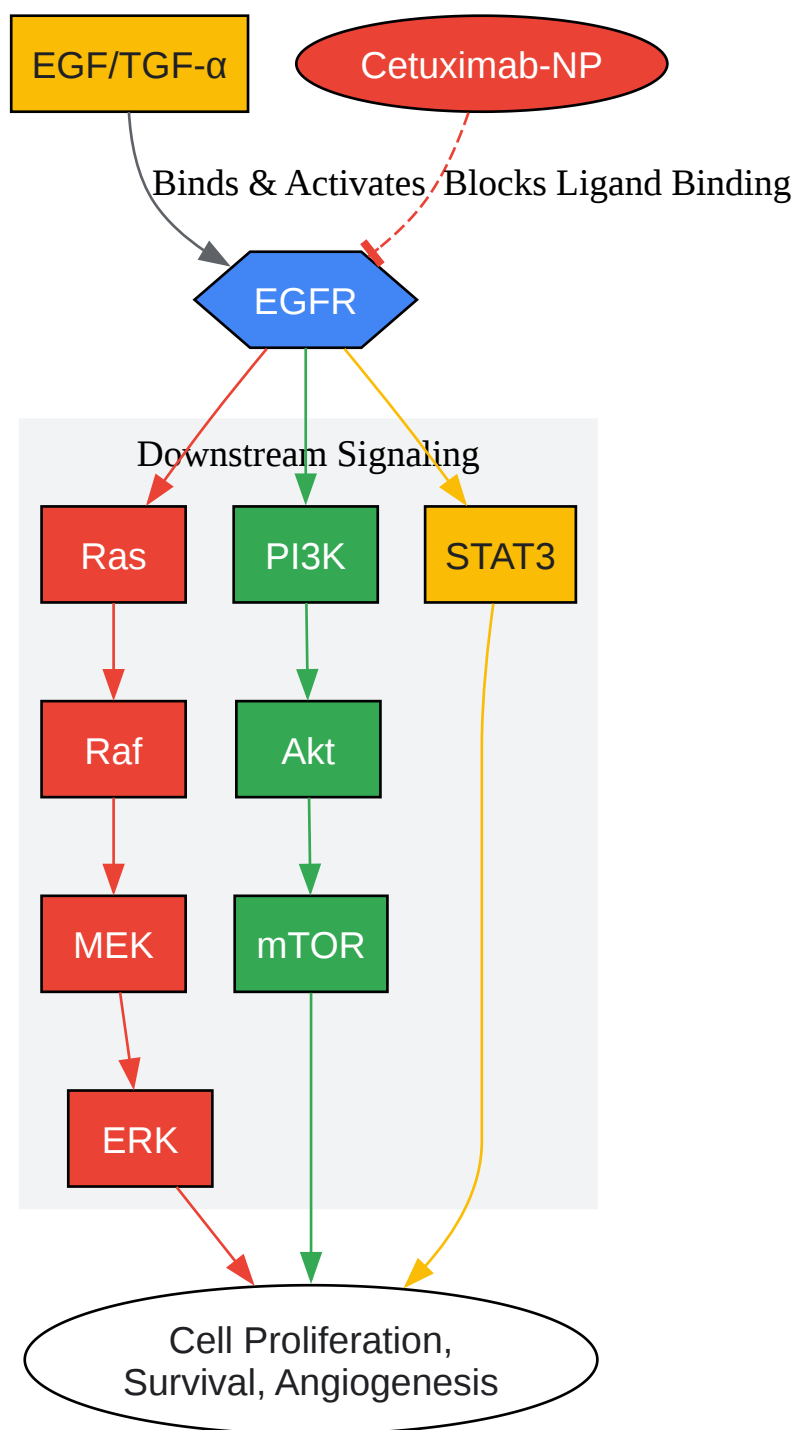 EGF/TGF-α
Cetuximab-NP
Binds & Activates
Blocks Ligand Binding
EGFR
Downstream Signaling
Ras
PI3K
STAT3
Raf
Akt
MEK
mTOR
ERK
Cell Proliferation,
Survival, Angiogenesis